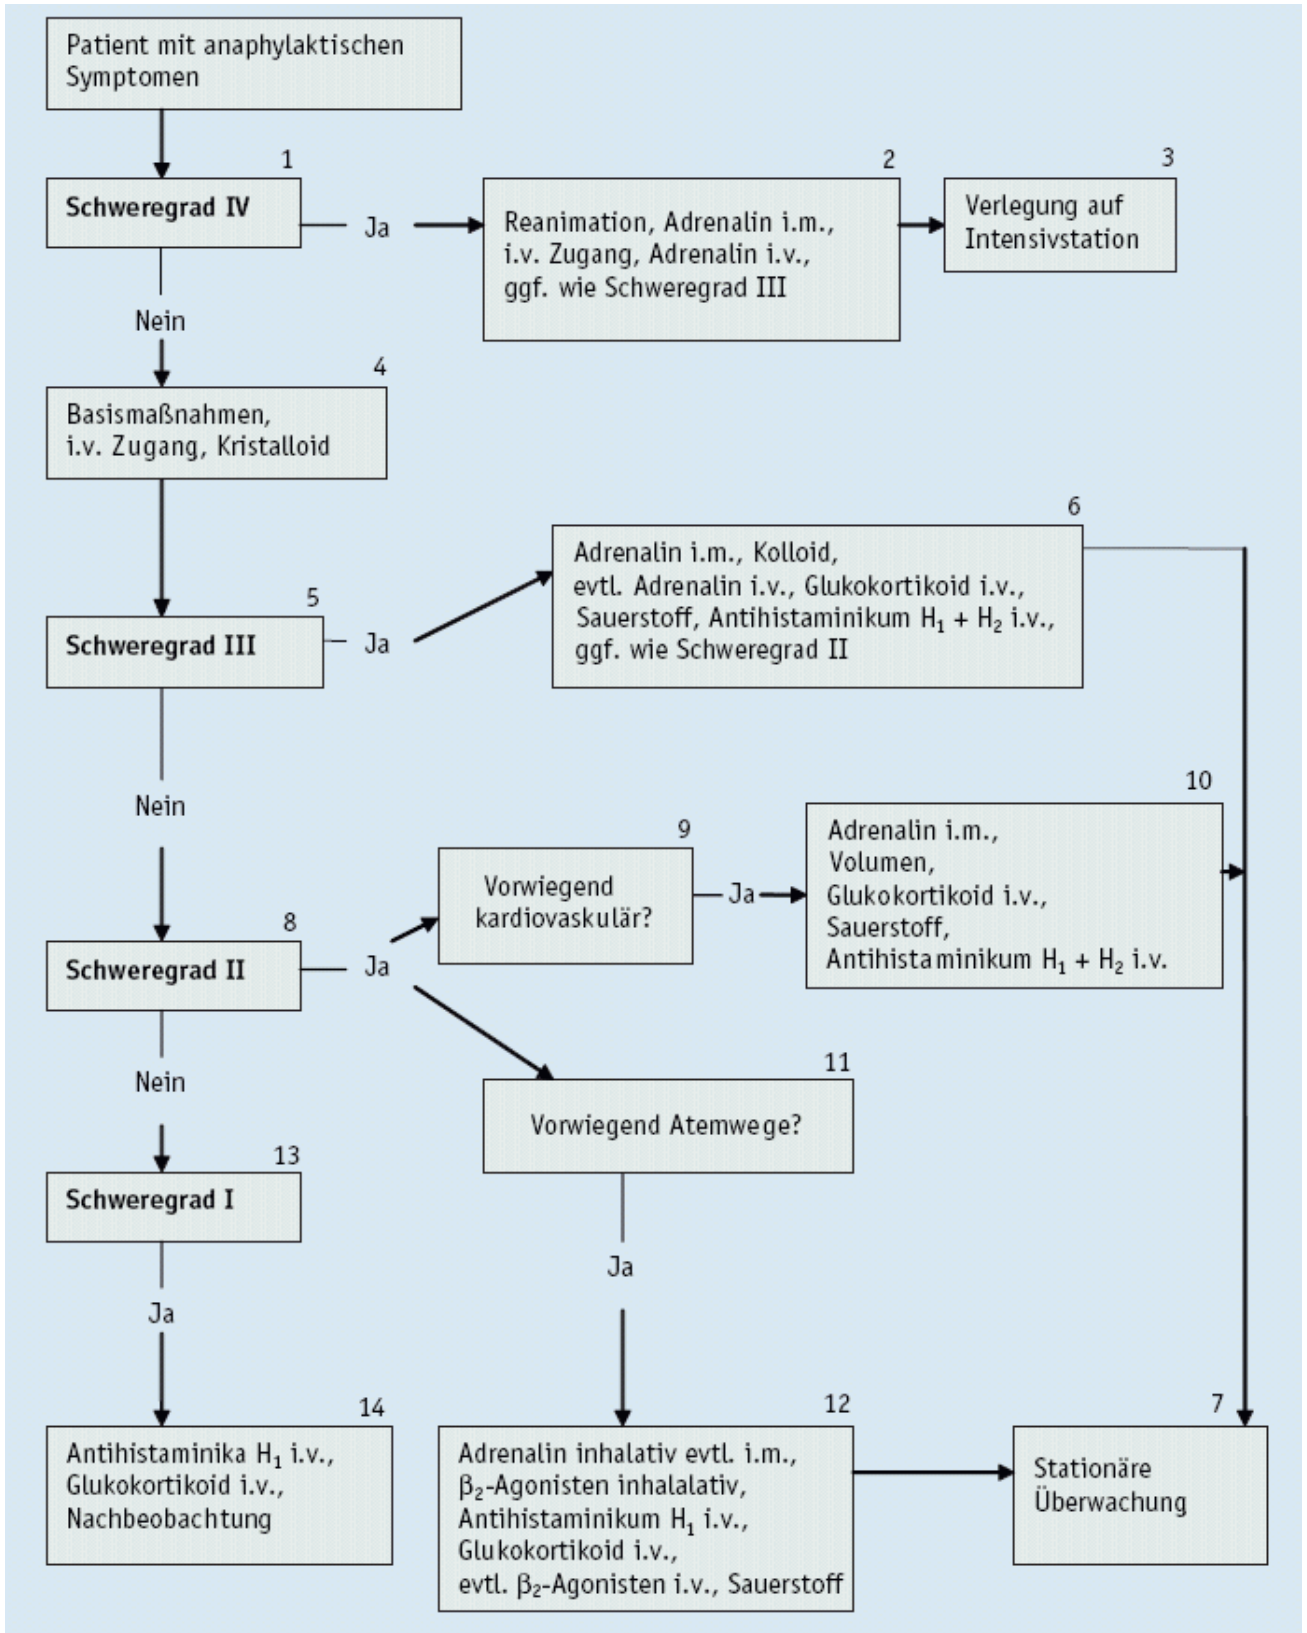 Patient mit anaphylaktischen
Symptomen
1
Schweregrad IV
Ja
2
Reanimation, Adrenalin i.m.,
i.v. Zugang, Adrenalin i.v.,
ggf. wie Schweregrad III
3
Verlegung auf
Intensivstation
Nein
4
Basismaßnahmen,
i.v. Zugang, Kristalloid
5
Schweregrad III
Ja
6
Adrenalin i.m., Kolloid,
evtl. Adrenalin i.v., Glukokortikoid i.v.,
Sauerstoff, Antihistaminikum H₁ + H₂ i.v.,
ggf. wie Schweregrad II
Nein
8
Schweregrad II
Ja
9
Vorwiegend
kardiovaskulär?
Ja
10
Adrenalin i.m.,
Volumen,
Glukokortikoid i.v.,
Sauerstoff,
Antihistaminikum H₁ + H₂ i.v.
11
Vorwiegend Atemwege?
Ja
Nein
13
Schweregrad I
Ja
14
Antihistaminika H₁ i.v.,
Glukokortikoid i.v.,
Nachbeobachtung
12
Adrenalin inhalativ evtl. i.m.,
β₂-Agonisten inhalalativ,
Antihistaminikum H₁ i.v.,
Glukokortikoid i.v.,
evtl. β₂-Agonisten i.v., Sauerstoff
7
Stationäre
Überwachung